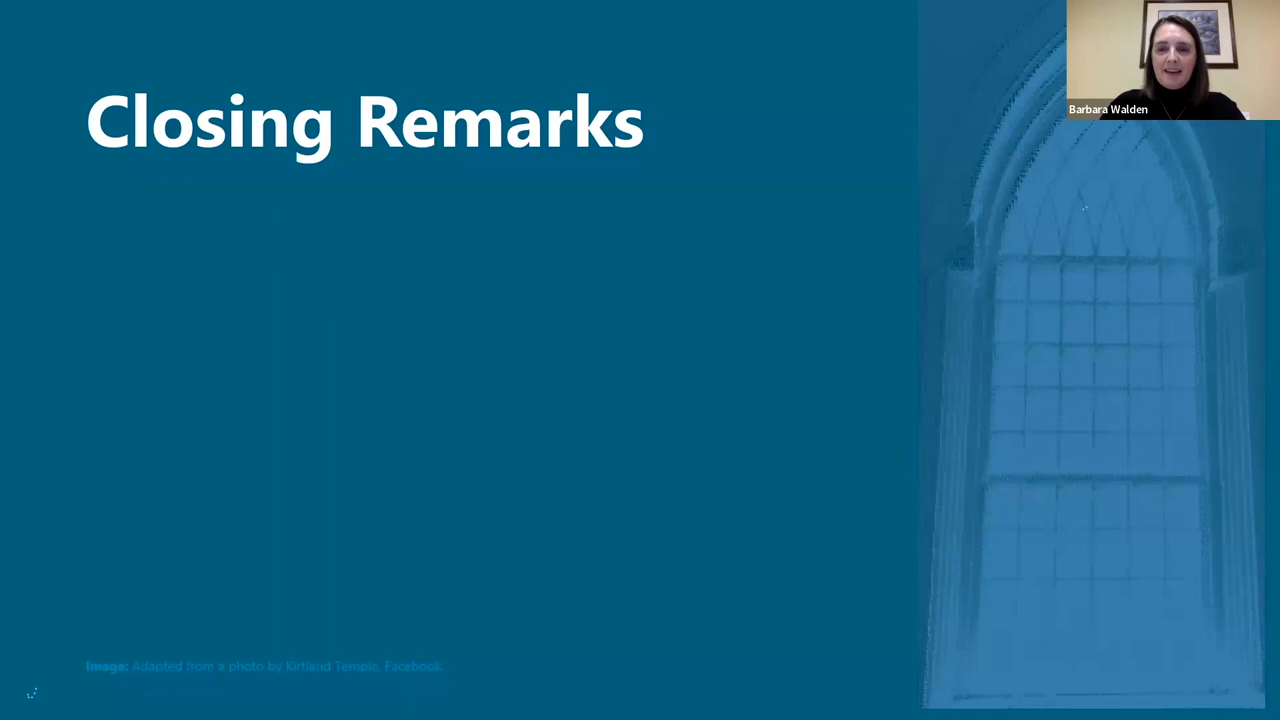 Closing Remarks
Barbara Walden
Image: Adapted from a photo by Kirtland Temple, Facebook.